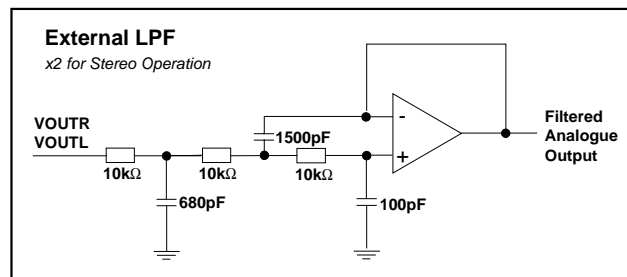 External LPF
x2 for Stereo Operation
VOUTR
VOUTL
10kΩ
10kΩ
1500pF
10kΩ
-
+
680pF
100pF
Filtered
Analogue
Output